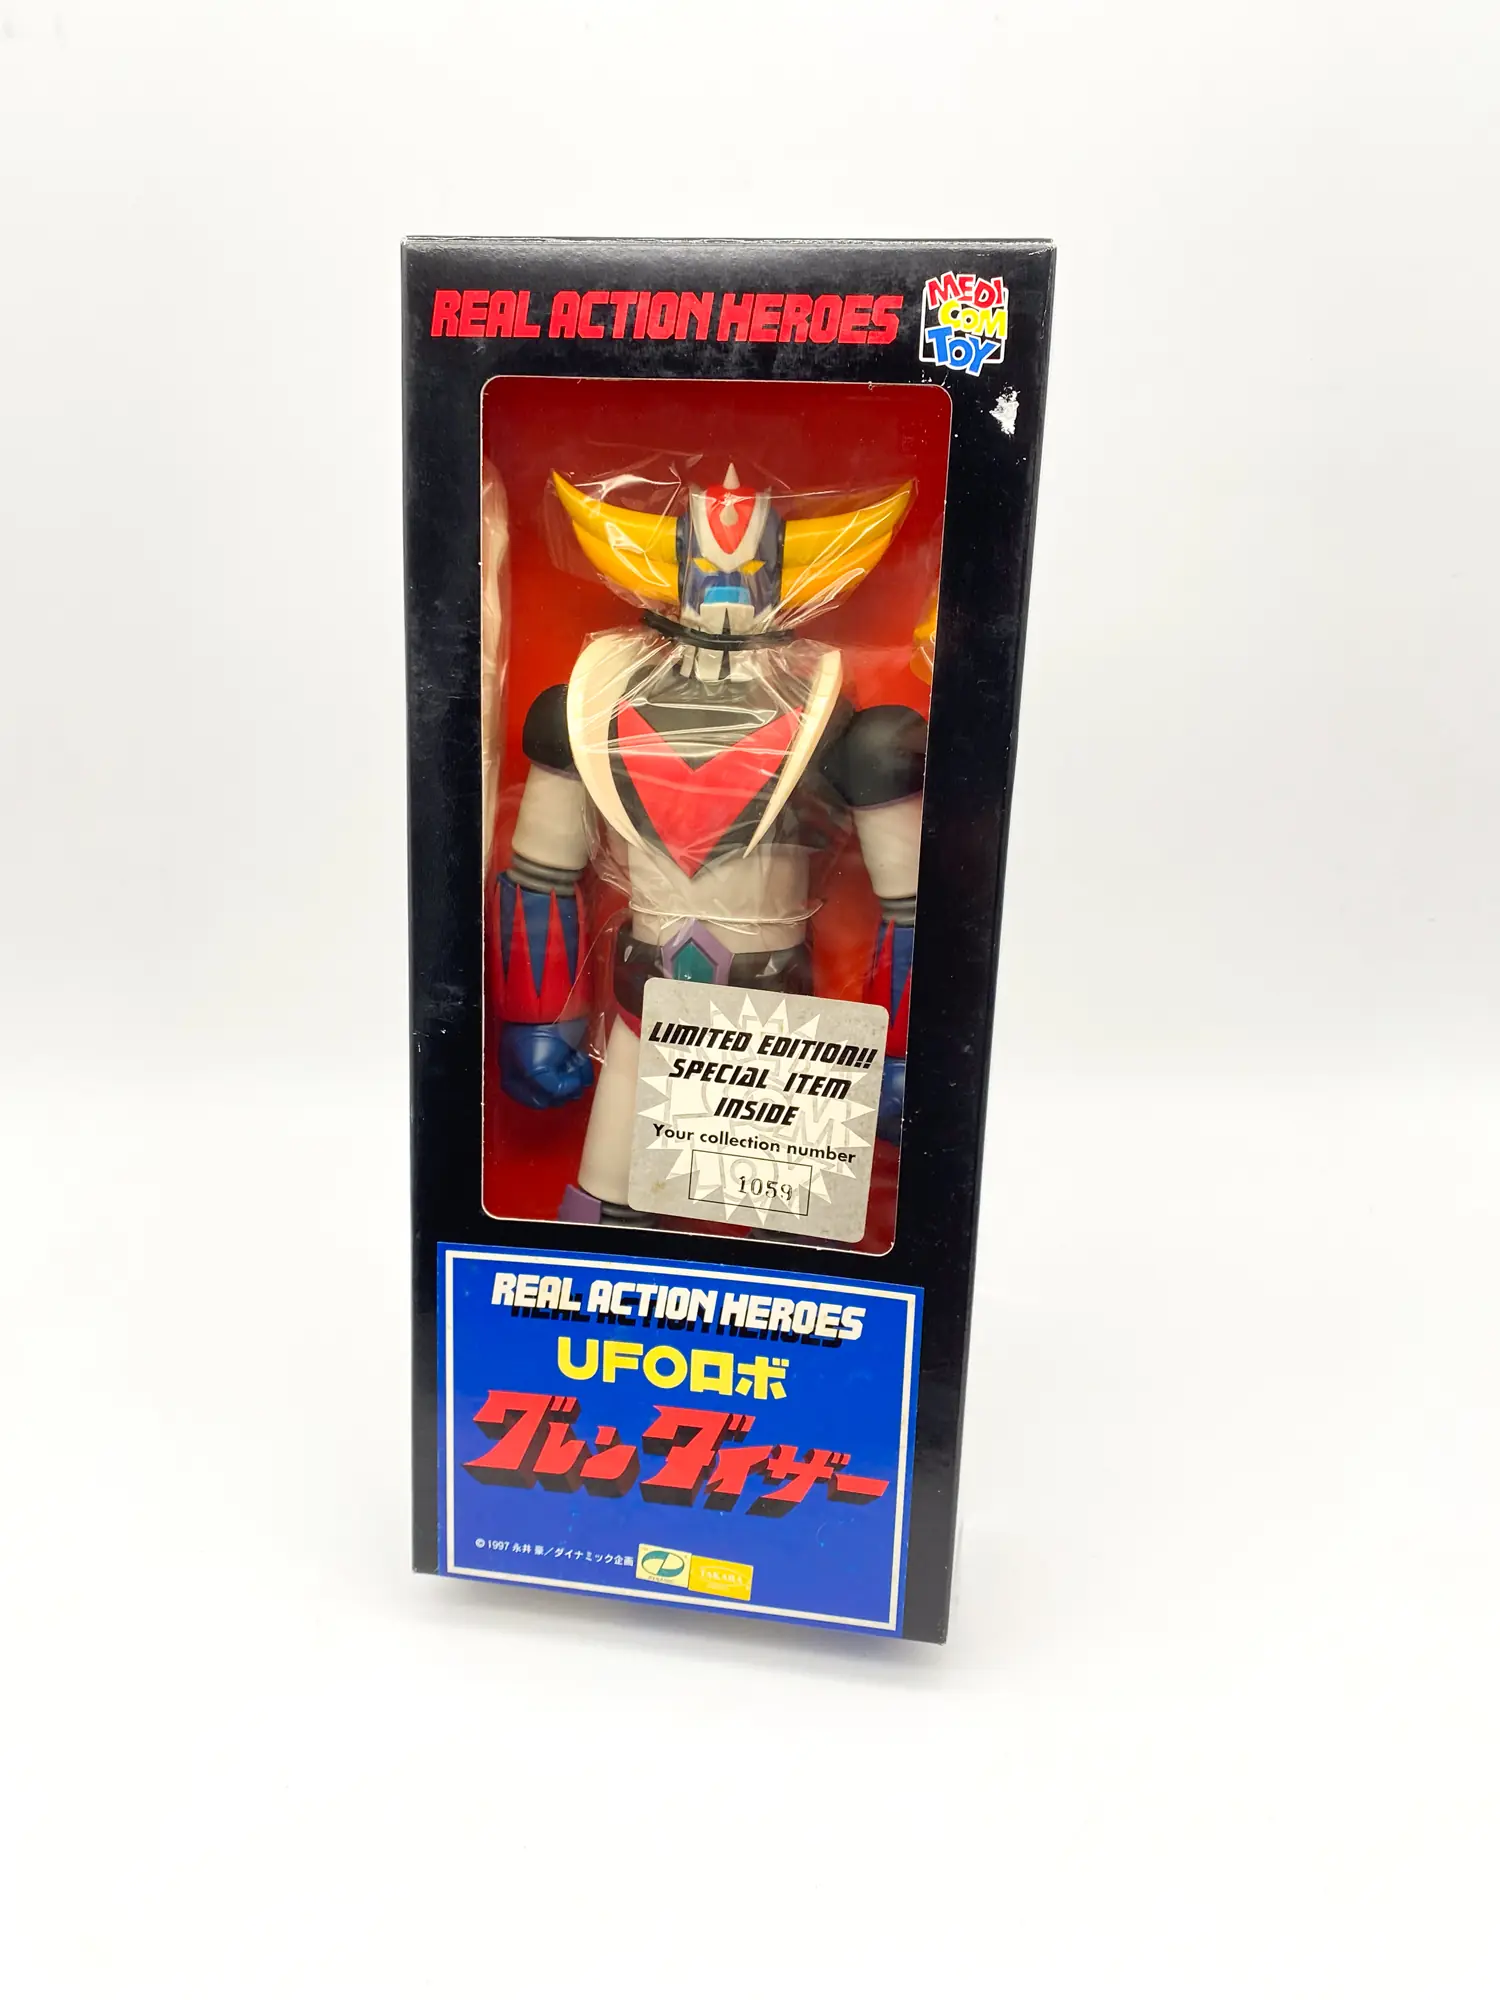 REAL ACTION HEROES
MEDI
COM
TOY
LIMITED EDITION!!
SPECIAL ITEM
INSIDE
Your collection number
1059
REAL ACTION HEROES
UFOロボ
グレンダイザー
© 1997 永井 豪/ダイナミック企画
TAKARA